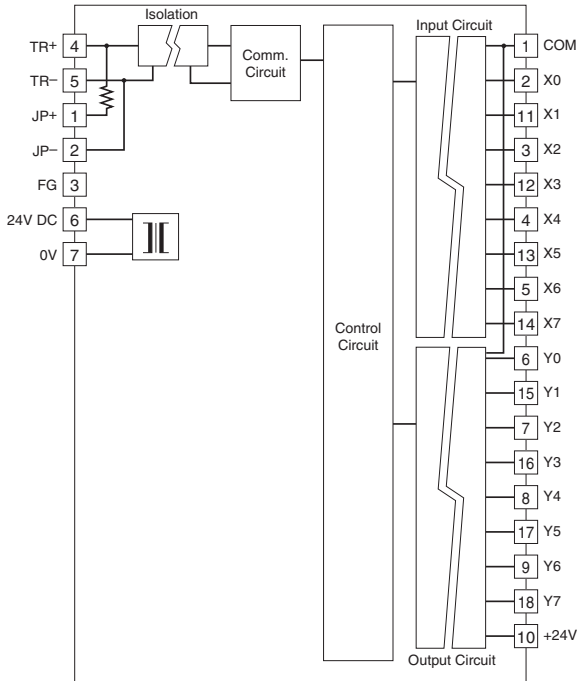 Isolation
Input Circuit
TR+ 4
TR− 5
JP+ 1
JP− 2
FG 3
24V DC 6
0V 7
Comm.
Circuit
Control
Circuit
1 COM
2 X0
11 X1
3 X2
12 X3
4 X4
13 X5
5 X6
14 X7
6 Y0
15 Y1
7 Y2
16 Y3
8 Y4
17 Y5
9 Y6
18 Y7
10 +24V
Output Circuit